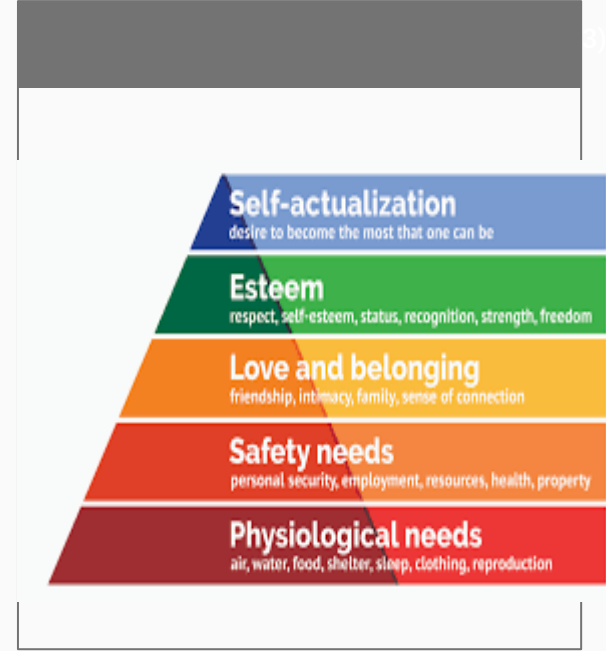 Self-actualization
desire to become the most that one can be
Esteem
respect, self-esteem, status, recognition, strength, freedom
Love and belonging
friendship, intimacy, family, sense of connection
Safety needs
personal security, employment, resources, health, property
Physiological needs
air, water, food, shelter, sleep, clothing, reproduction